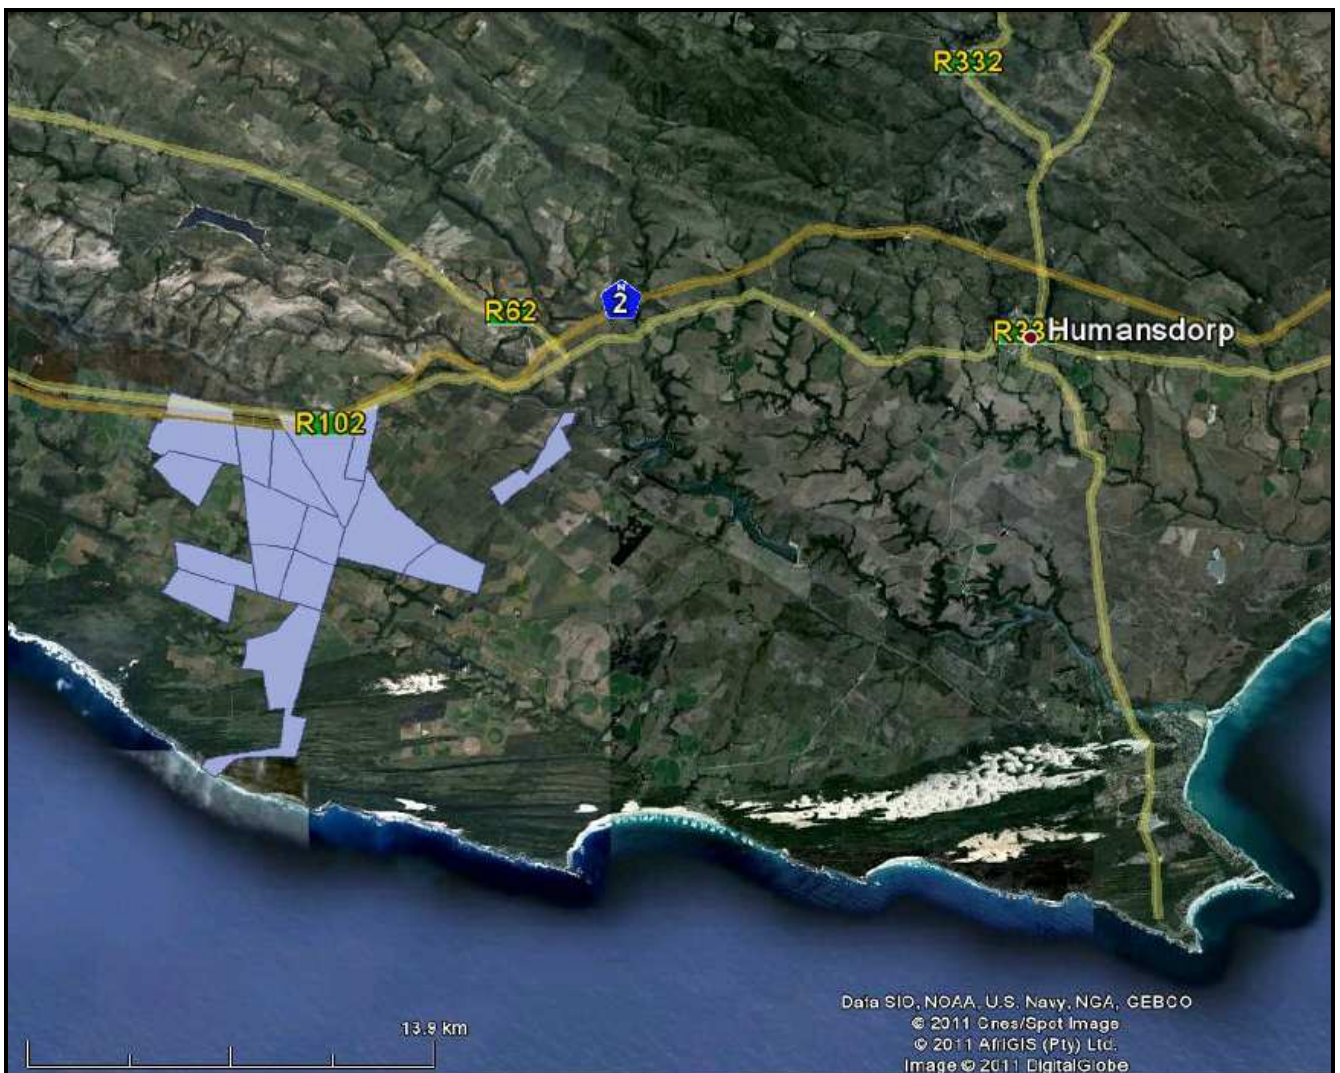 R332
N
2
R62
Humansdorp
R102
Data SIO, NOAA, U.S. Navy, NGA, GEBCO
© 2011 Cnes/Spot Image
© 2011 AfriGIS (Pty) Ltd.
Image © 2011 DigitalGlobe
13.9 km